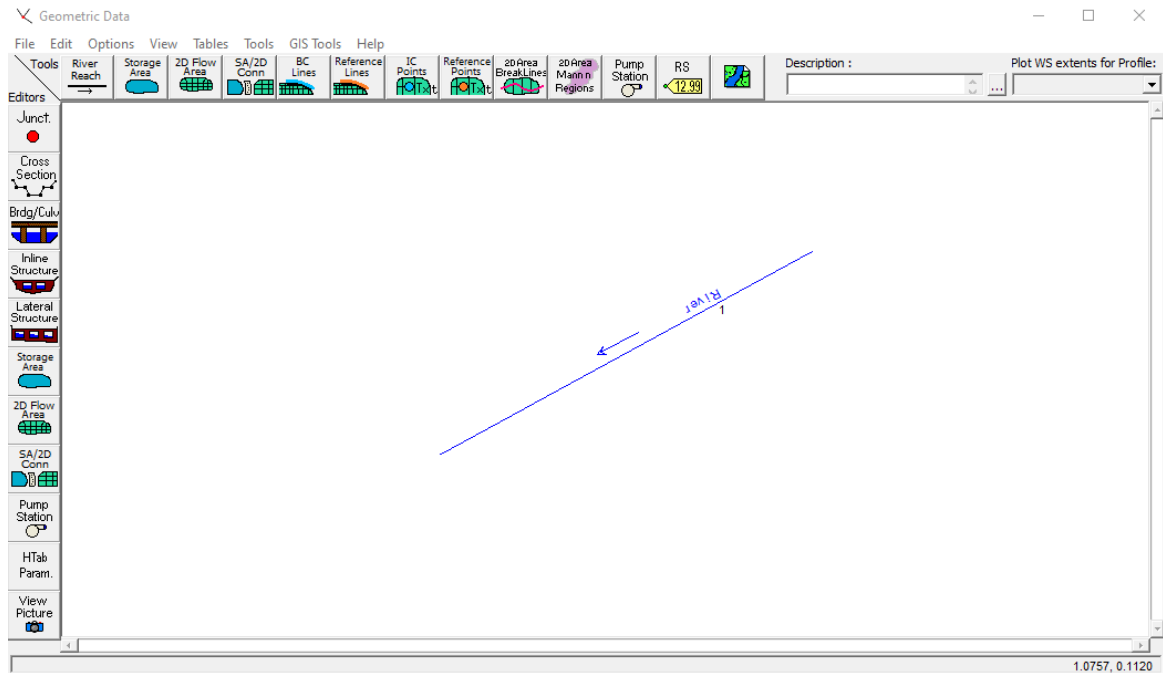 Geometric Data
File Edit Options View Tables Tools GIS Tools Help
Tools
Editors
River
Reach
Storage
Area
2D Flow
Area
SA/2D
Conn
BC
Lines
Reference
Lines
IC
Points
Reference
Points
2D Area
BreakLines
2D Area
Mann n
Regions
Pump
Station
RS
12.99
Description :
...
Plot WS extents for Profile:
Junct.
Cross
Section
Brdg/Culv
Inline
Structure
Lateral
Structure
Storage
Area
2D Flow
Area
SA/2D
Conn
Pump
Station
HTab
Param.
View
Picture
River
1
1.0757, 0.1120